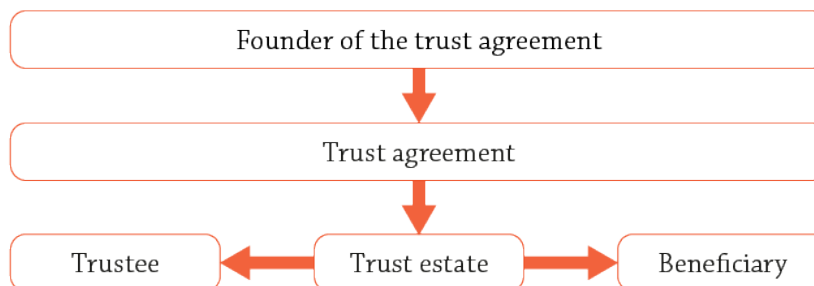 Founder of the trust agreement
Trust agreement
Trustee
Trust estate
Beneficiary